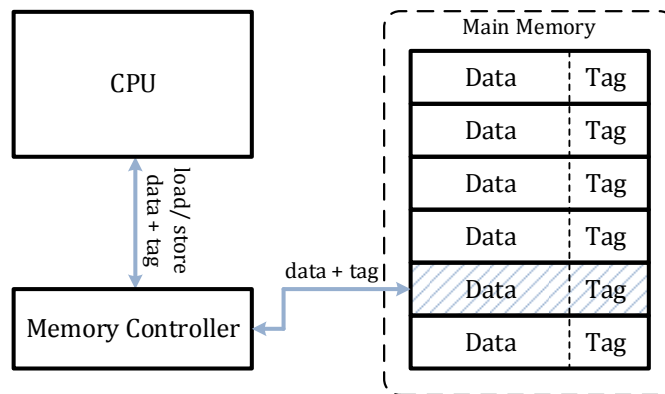 Main Memory
CPU
Data Tag
Data Tag
Data Tag
Data Tag
Data Tag
Data Tag
load/ store
data + tag
data + tag
Memory Controller